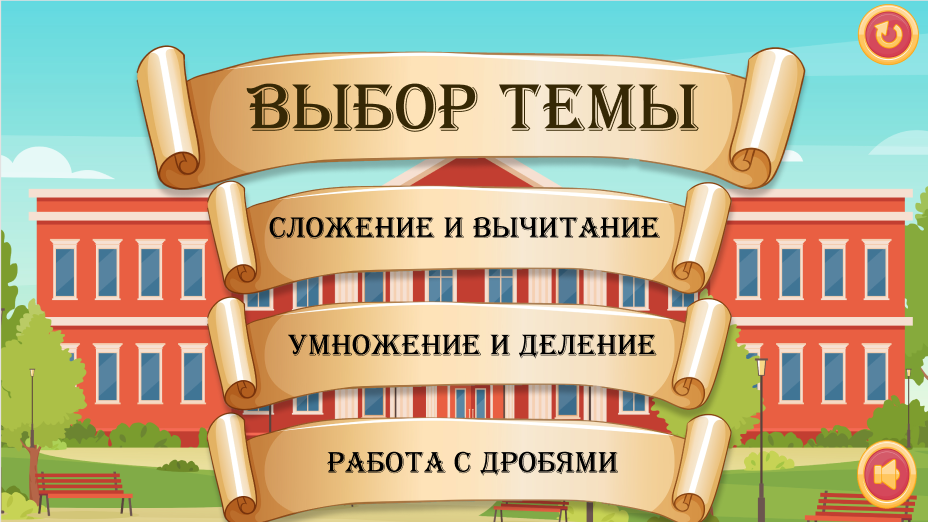 ВЫБОР ТЕМЫ
СЛОЖЕНИЕ И ВЫЧИТАНИЕ
УМНОЖЕНИЕ И ДЕЛЕНИЕ
РАБОТА С ДРОБЯМИ